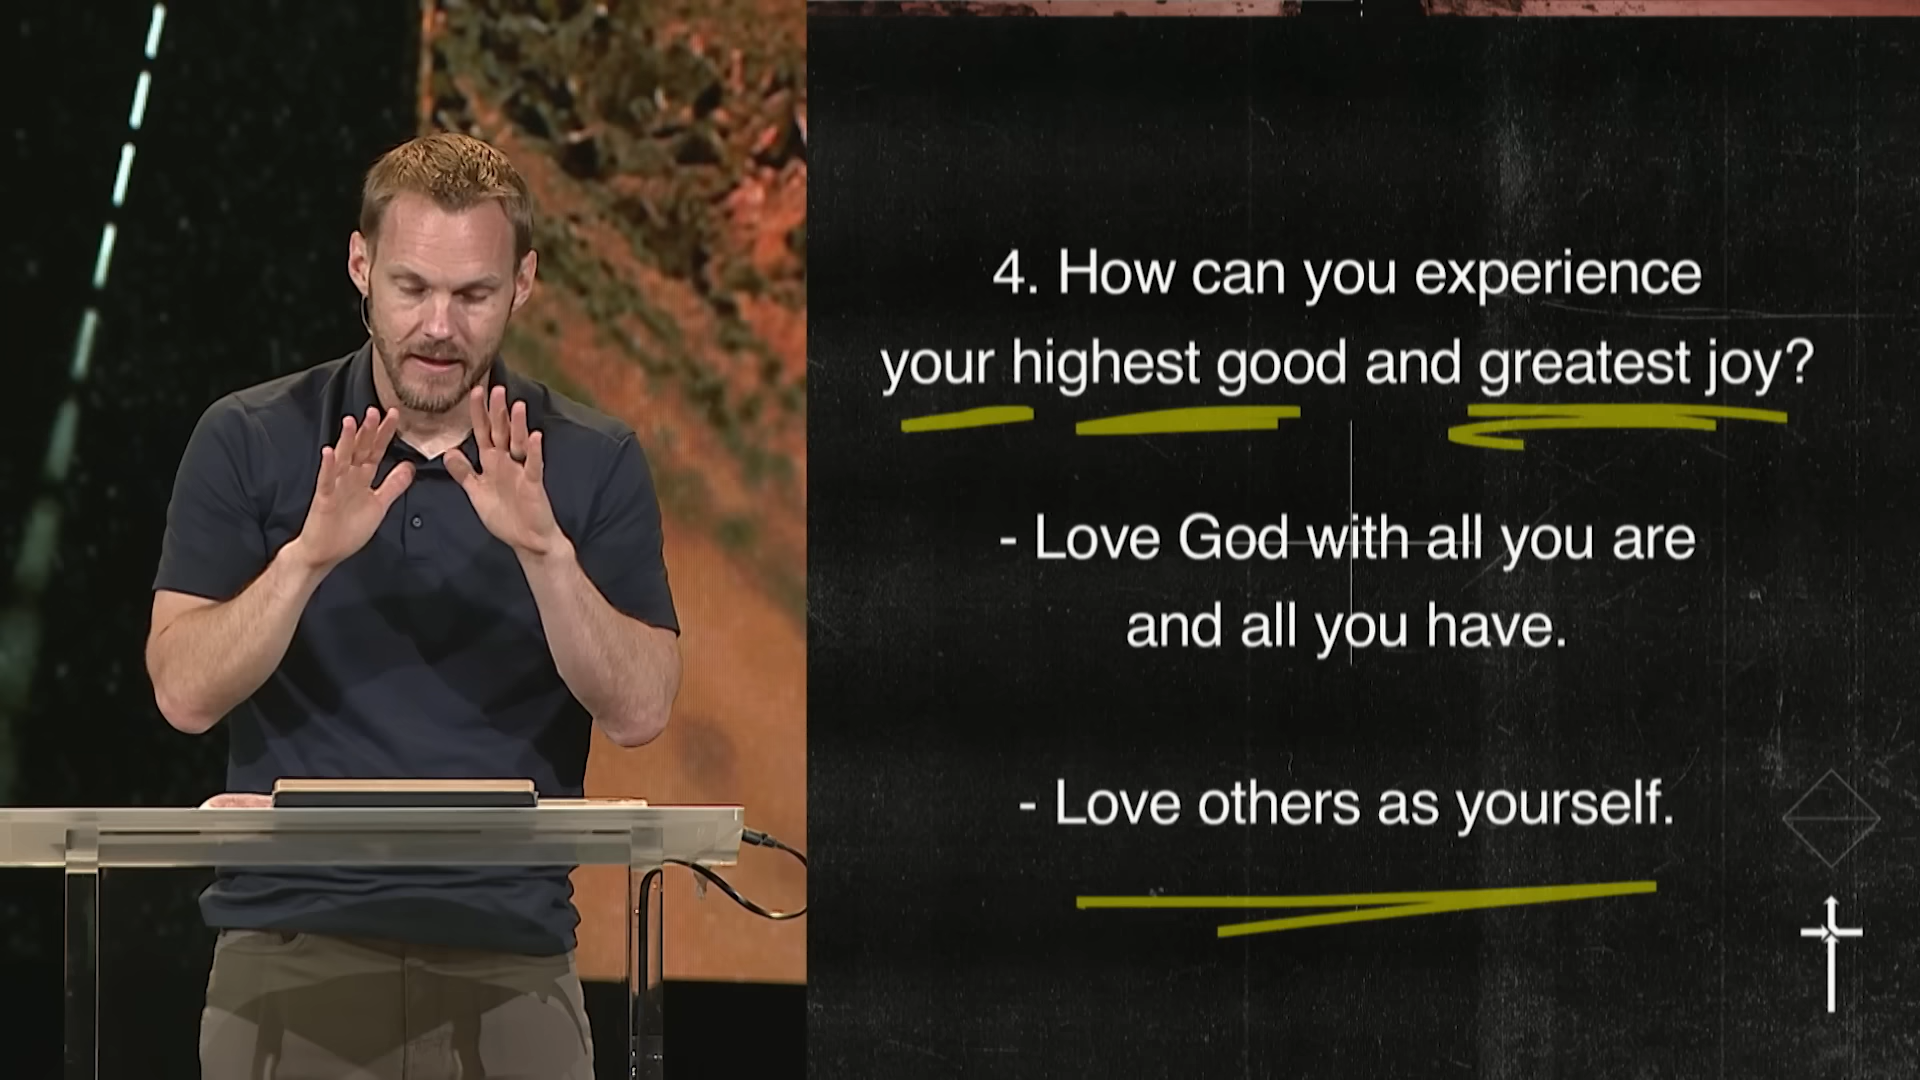 4. How can you experience
your highest good and greatest joy?
- Love God with all you are
and all you have.
- Love others as yourself.